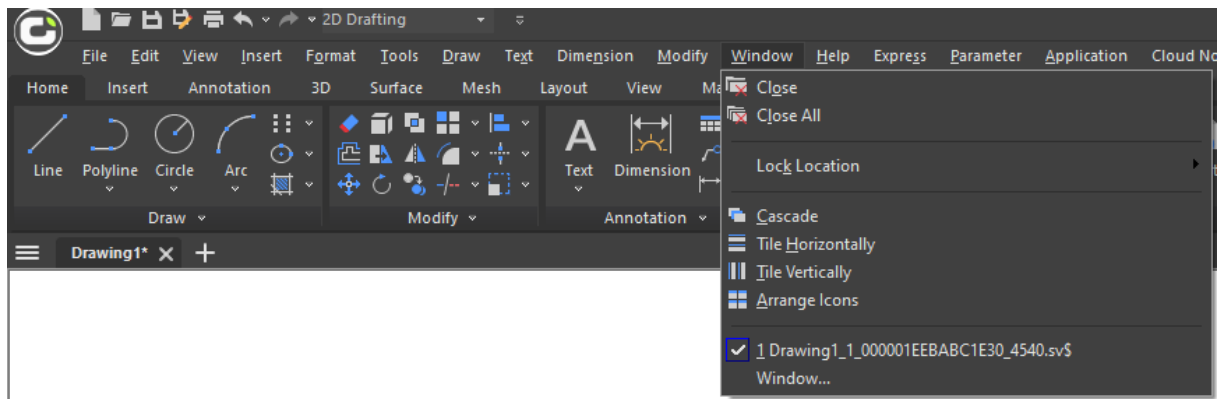 2D Drafting
File Edit View Insert Format Tools Draw Text Dimension Modify Window Help Express Parameter Application Cloud
Home Insert Annotation 3D Surface Mesh Layout View
Close
Close All
Line Polyline Circle Arc Text Dimension
Lock Location
Draw Modify Annotation
Cascade
Drawing1*
Tile Horizontally
Tile Vertically
Arrange Icons
1 Drawing1_1_000001EEBABC1E30_4540.sv$
Window...